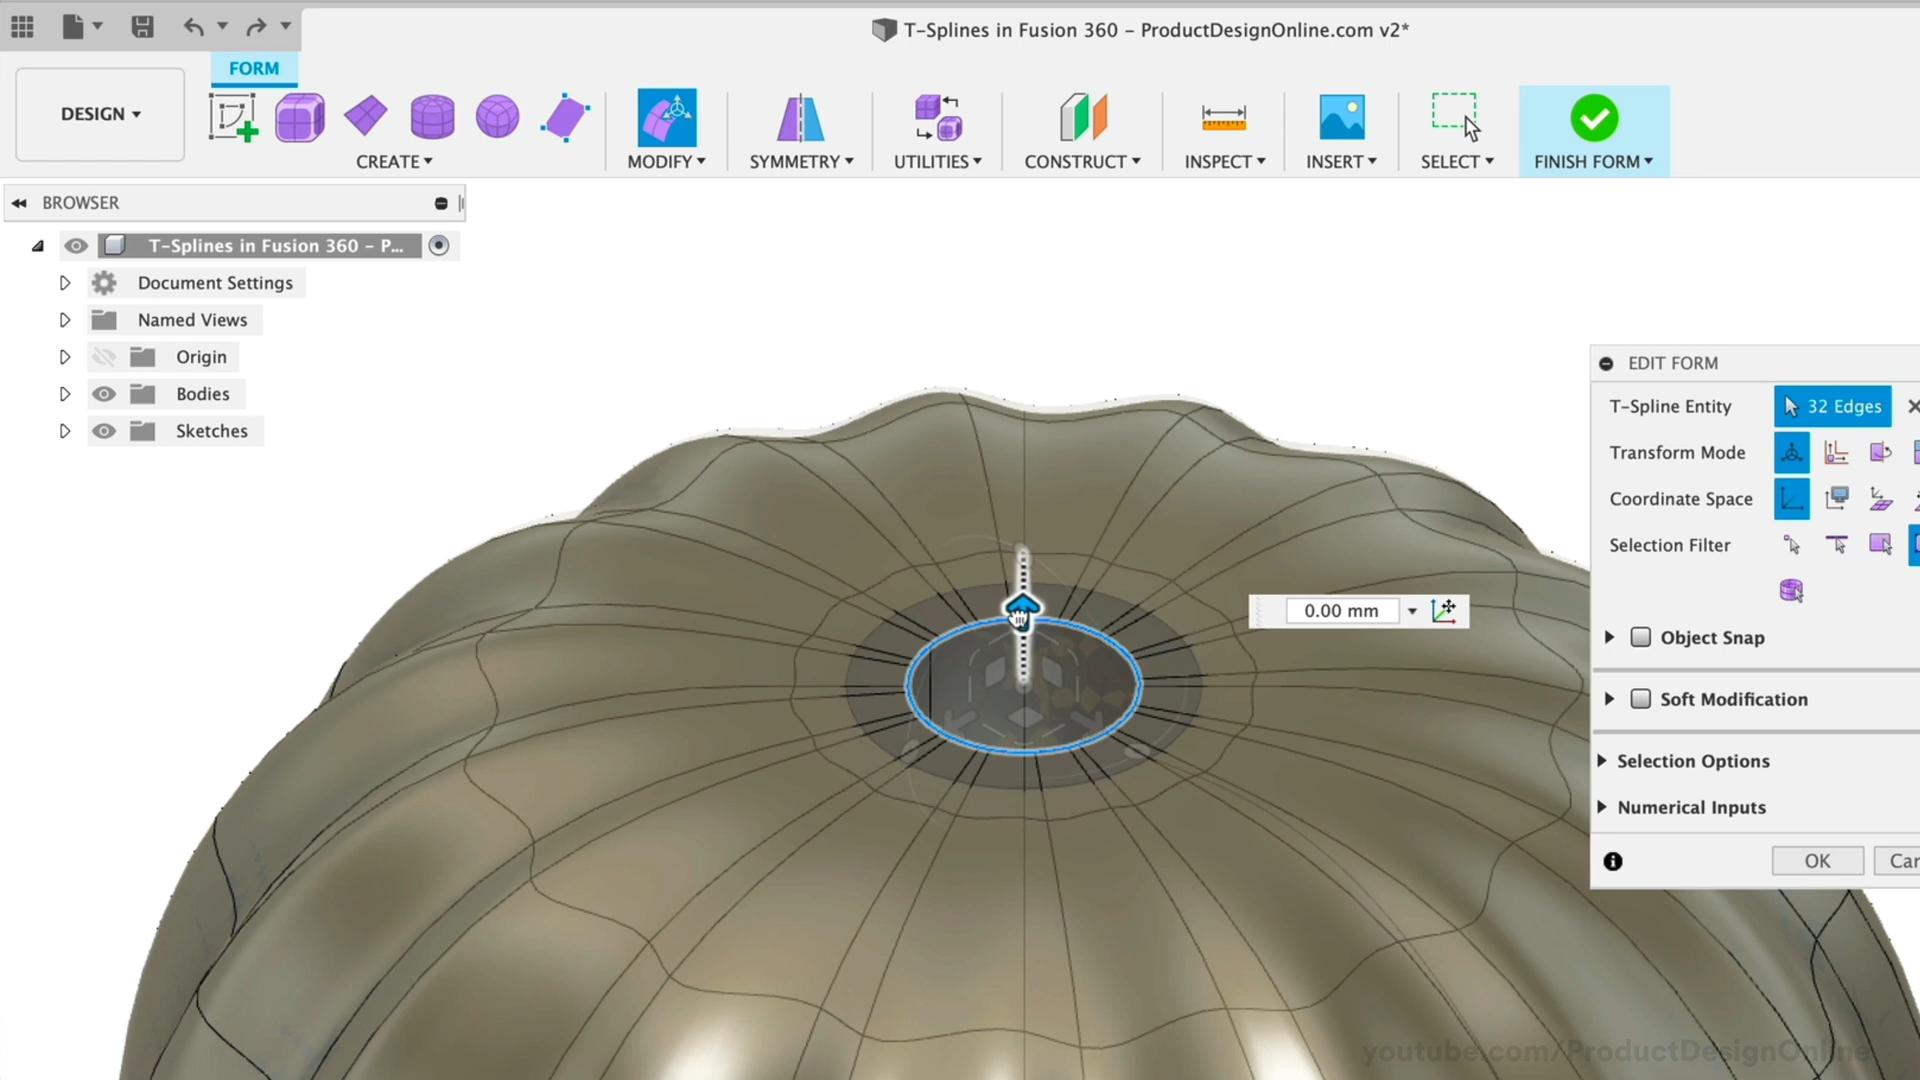 T-Splines in Fusion 360 – ProductDesignOnline.com v2*
FORM
DESIGN
CREATE
MODIFY
SYMMETRY
UTILITIES
CONSTRUCT
INSPECT
INSERT
SELECT
FINISH FORM
BROWSER
T-Splines in Fusion 360 – P...
Document Settings
Named Views
Origin
Bodies
Sketches
0.00 mm
EDIT FORM
T-Spline Entity
32 Edges
Transform Mode
Coordinate Space
Selection Filter
Object Snap
Soft Modification
Selection Options
Numerical Inputs
OK
Can
youtube.com/ProductDesignOnline